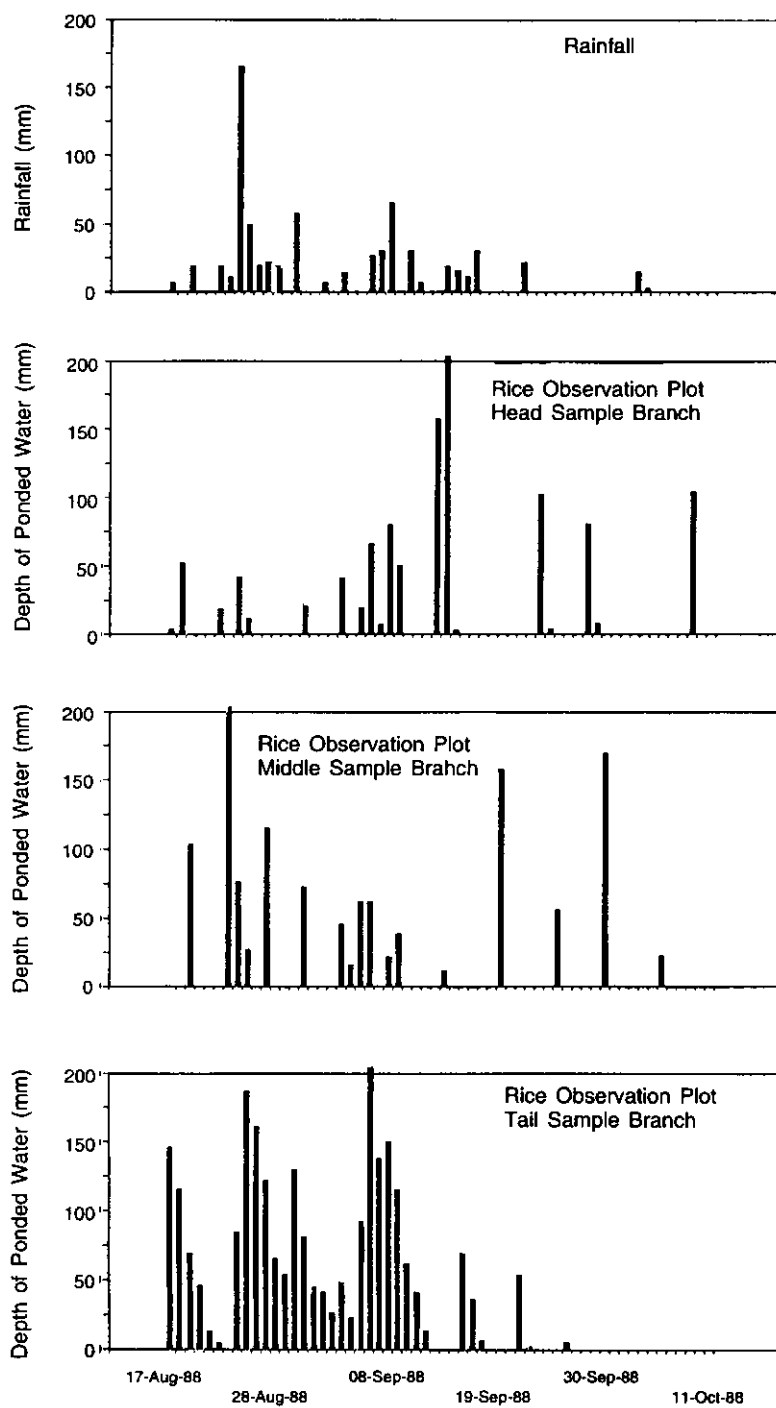 Rainfall
Rainfall (mm)
200
150
100
50
0
Rice Observation Plot
Head Sample Branch
Depth of Ponded Water (mm)
200
150
100
50
0
Rice Observation Plot
Middle Sample Brahch
Depth of Ponded Water (mm)
200
150
100
50
0
Rice Observation Plot
Tail Sample Branch
Depth of Ponded Water (mm)
200
150
100
50
0
17-Aug-88
28-Aug-88
08-Sep-88
19-Sep-88
30-Sep-88
11-Oct-88